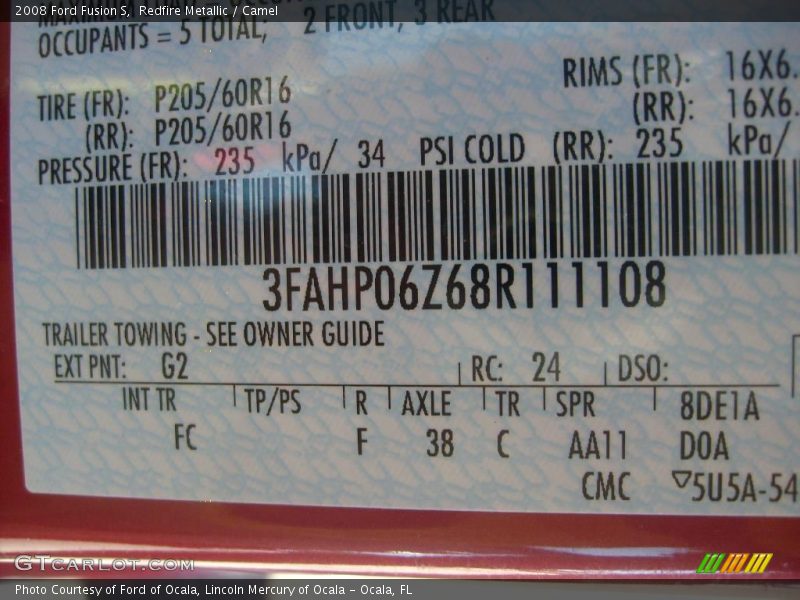 2008 Ford Fusion S, Redfire Metallic / Camel
OCCUPANTS = 5 TOTAL, 2 FRONT, 3 REAR
RIMS (FR): 16X6.
TIRE (FR): P205/60R16 (RR): 16X6.
(RR): P205/60R16
PRESSURE (FR): 235 kPa/ 34 PSI COLD (RR): 235 kPa/
3FAHP06Z68R111108
TRAILER TOWING - SEE OWNER GUIDE
EXT PNT: G2 RC: 24 DSO:
INT TR TP/PS R AXLE TR SPR 8DE1A
FC F 38 C AA11 D0A
CMC ▽5U5A-54
GTCARLOT.COM
Photo Courtesy of Ford of Ocala, Lincoln Mercury of Ocala – Ocala, FL